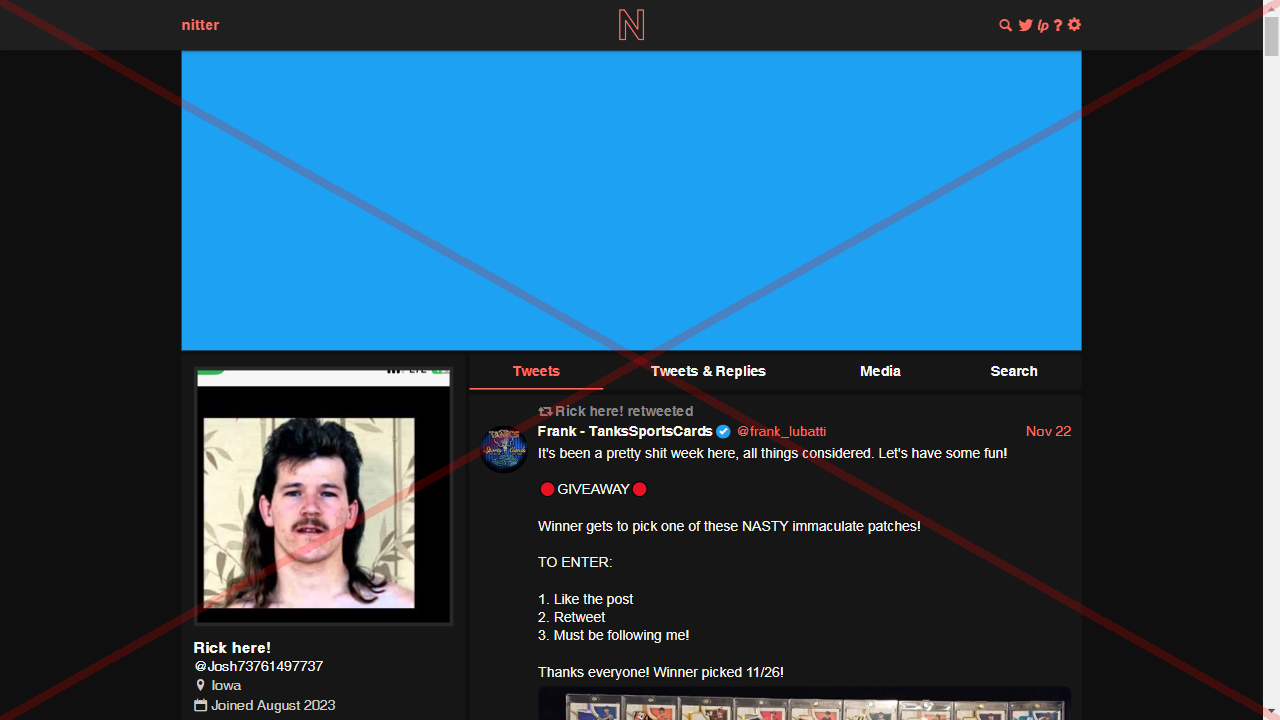 nitter
N
lp ?
Tweets
Tweets & Replies
Media
Search
Rick here! retweeted
Frank - TanksSportsCards @frank_lubatti Nov 22
It's been a pretty shit week here, all things considered. Let's have some fun!
🔴GIVEAWAY🔴
Winner gets to pick one of these NASTY immaculate patches!
TO ENTER:
1. Like the post
2. Retweet
3. Must be following me!
Thanks everyone! Winner picked 11/26!
Rick here!
@Josh73761497737
Iowa
Joined August 2023